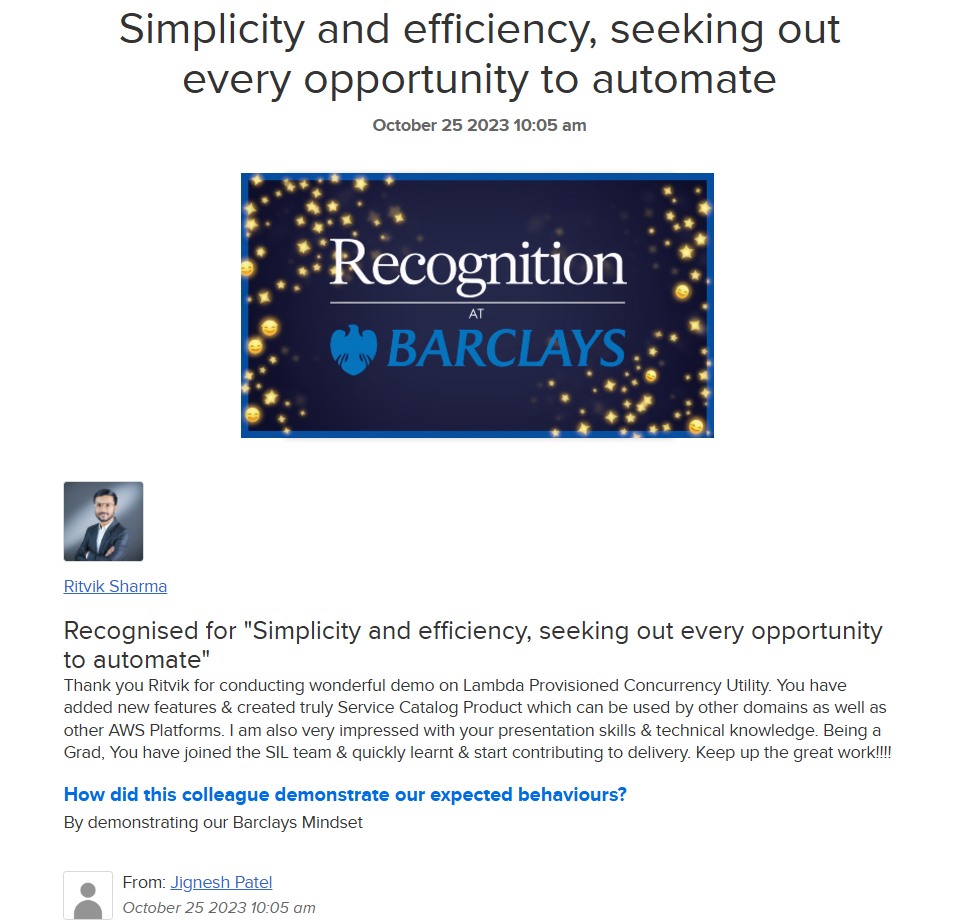 Simplicity and efficiency, seeking out
every opportunity to automate
October 25 2023 10:05 am
Recognition
AT
BARCLAYS
Ritvik Sharma
Recognised for "Simplicity and efficiency, seeking out every opportunity
to automate"
Thank you Ritvik for conducting wonderful demo on Lambda Provisioned Concurrency Utility. You have
added new features & created truly Service Catalog Product which can be used by other domains as well as
other AWS Platforms. I am also very impressed with your presentation skills & technical knowledge. Being a
Grad, You have joined the SIL team & quickly learnt & start contributing to delivery. Keep up the great work!!!!
How did this colleague demonstrate our expected behaviours?
By demonstrating our Barclays Mindset
From: Jignesh Patel
October 25 2023 10:05 am